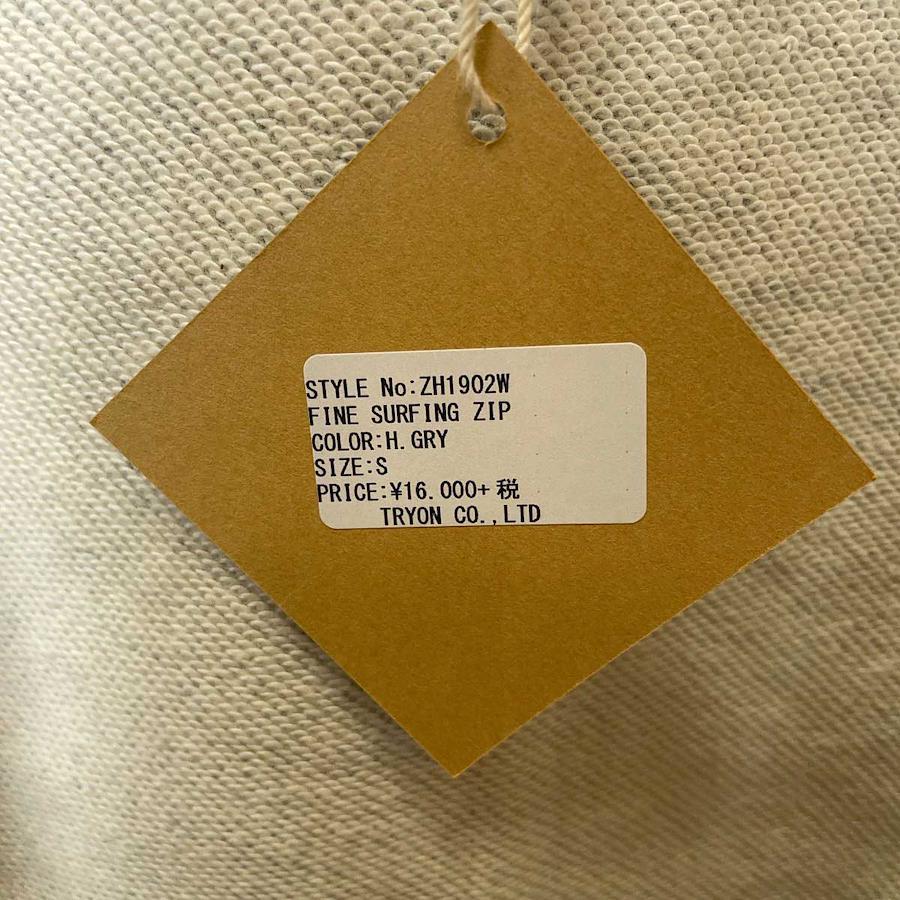 STYLE No:ZH1902W
FINE SURFING ZIP
COLOR:H.GRY
SIZE:S
PRICE:¥16.000+税
TRYON CO.,LTD